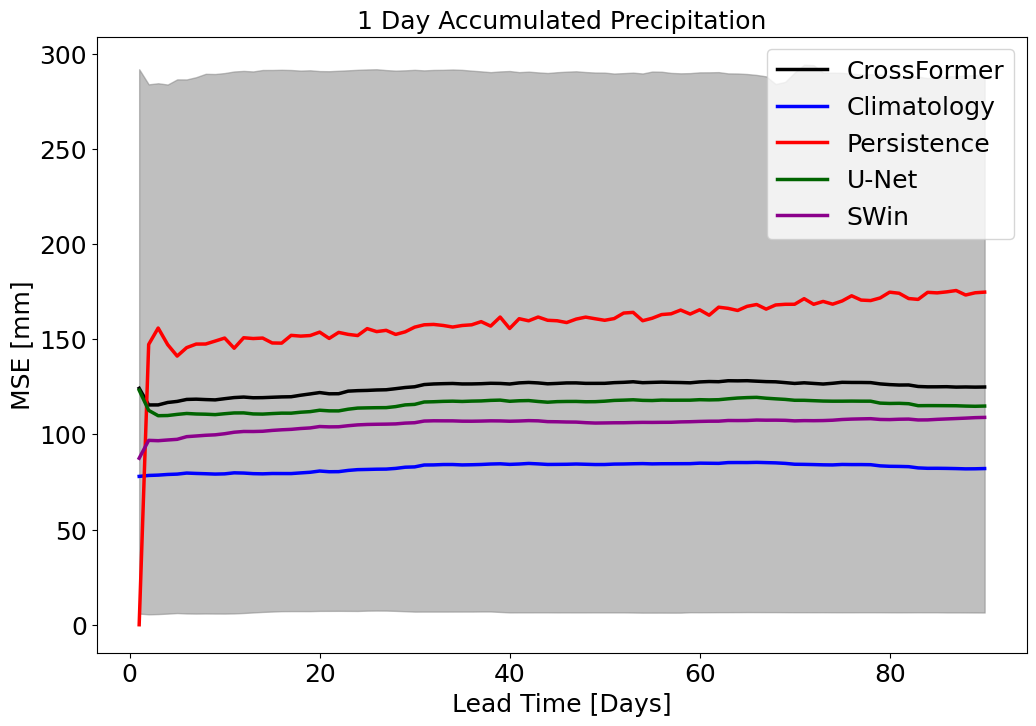 1 Day Accumulated Precipitation
300
250
200
150
100
50
0
MSE [mm]
CrossFormer
Climatology
Persistence
U-Net
SWin
0 20 40 60 80
Lead Time [Days]